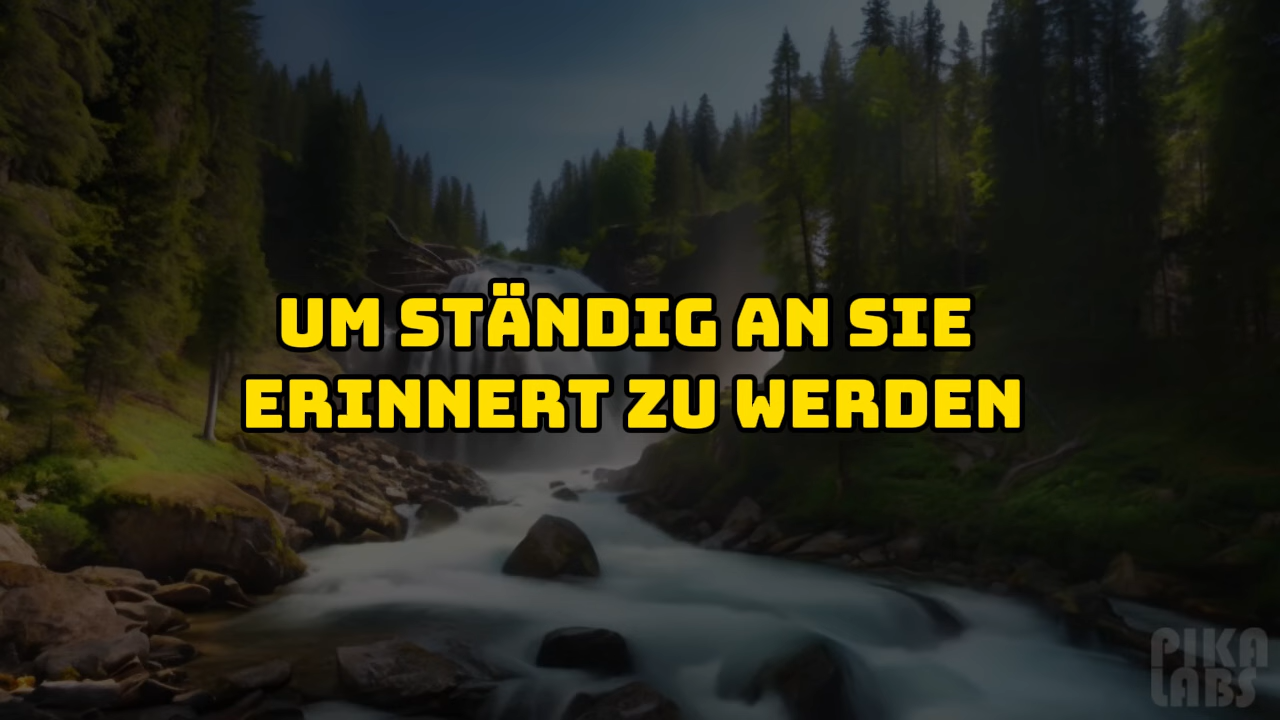 UM STÄNDIG AN SIE
ERINNERT ZU WERDEN
PIKA
LABS